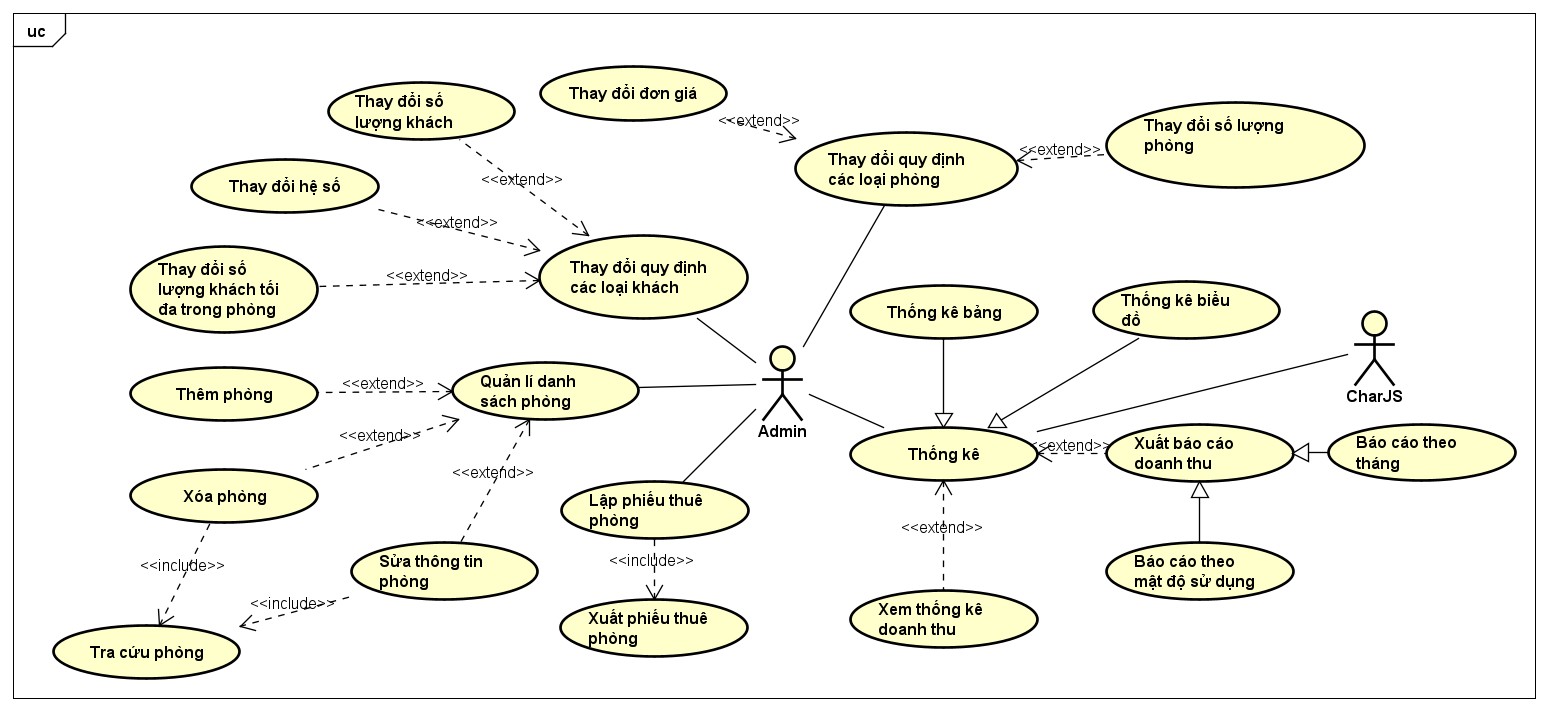 uc
Thay đổi số
lượng khách
Thay đổi đơn giá
<<extend>>
Thay đổi số lượng
phòng
<<extend>>
Thay đổi quy định
các loại phòng
<<extend>>
Thay đổi hệ số
<<extend>>
Thay đổi số
lượng khách tối
đa trong phòng
<<extend>>
Thay đổi quy định
các loại khách
Thống kê bảng
Thống kê biểu
đồ
CharJS
Thêm phòng
<<extend>>
Quản lí danh
sách phòng
Admin
<<extend>>
Thống kê
<<extend>>
Xuất báo cáo
doanh thu
Báo cáo theo
tháng
Xóa phòng
<<extend>>
Lập phiếu thuê
phòng
<<extend>>
<<include>>
Sửa thông tin
phòng
<<include>>
Báo cáo theo
mật độ sử dụng
<<include>>
Xuất phiếu thuê
phòng
Xem thống kê
doanh thu
Tra cứu phòng